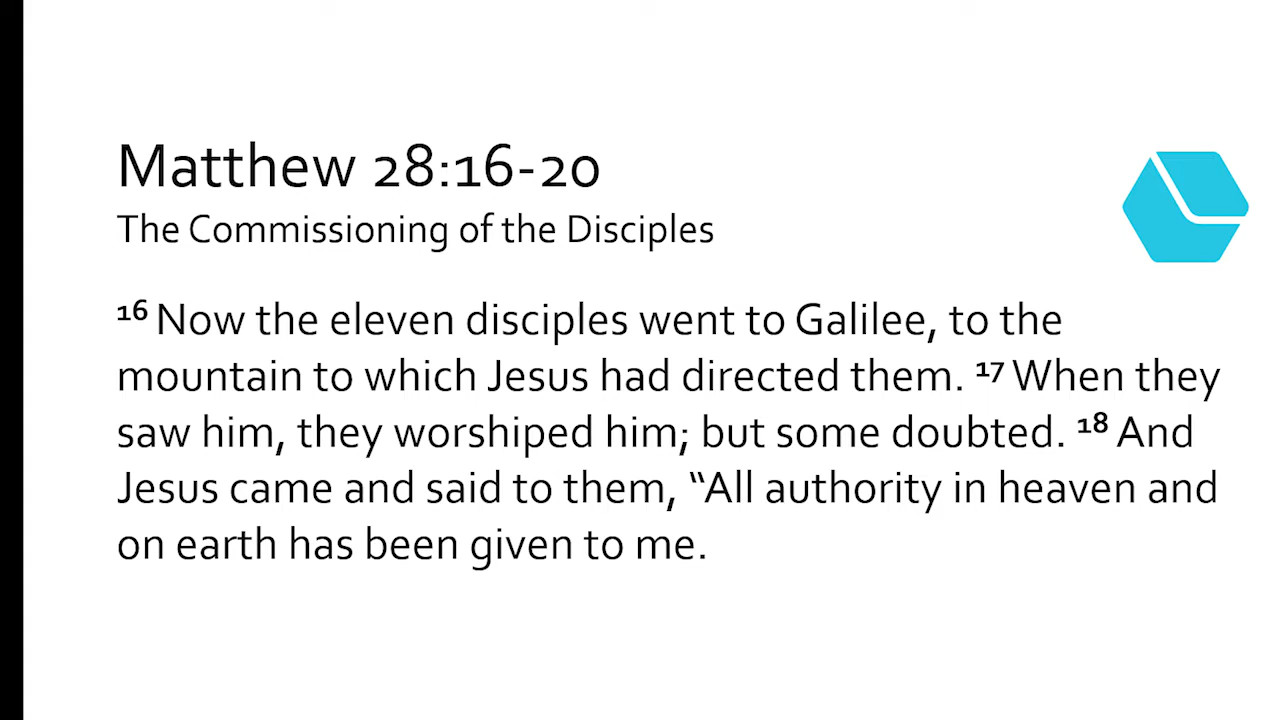 Matthew 28:16-20
The Commissioning of the Disciples
16 Now the eleven disciples went to Galilee, to the
mountain to which Jesus had directed them. 17 When they
saw him, they worshiped him; but some doubted. 18 And
Jesus came and said to them, “All authority in heaven and
on earth has been given to me.